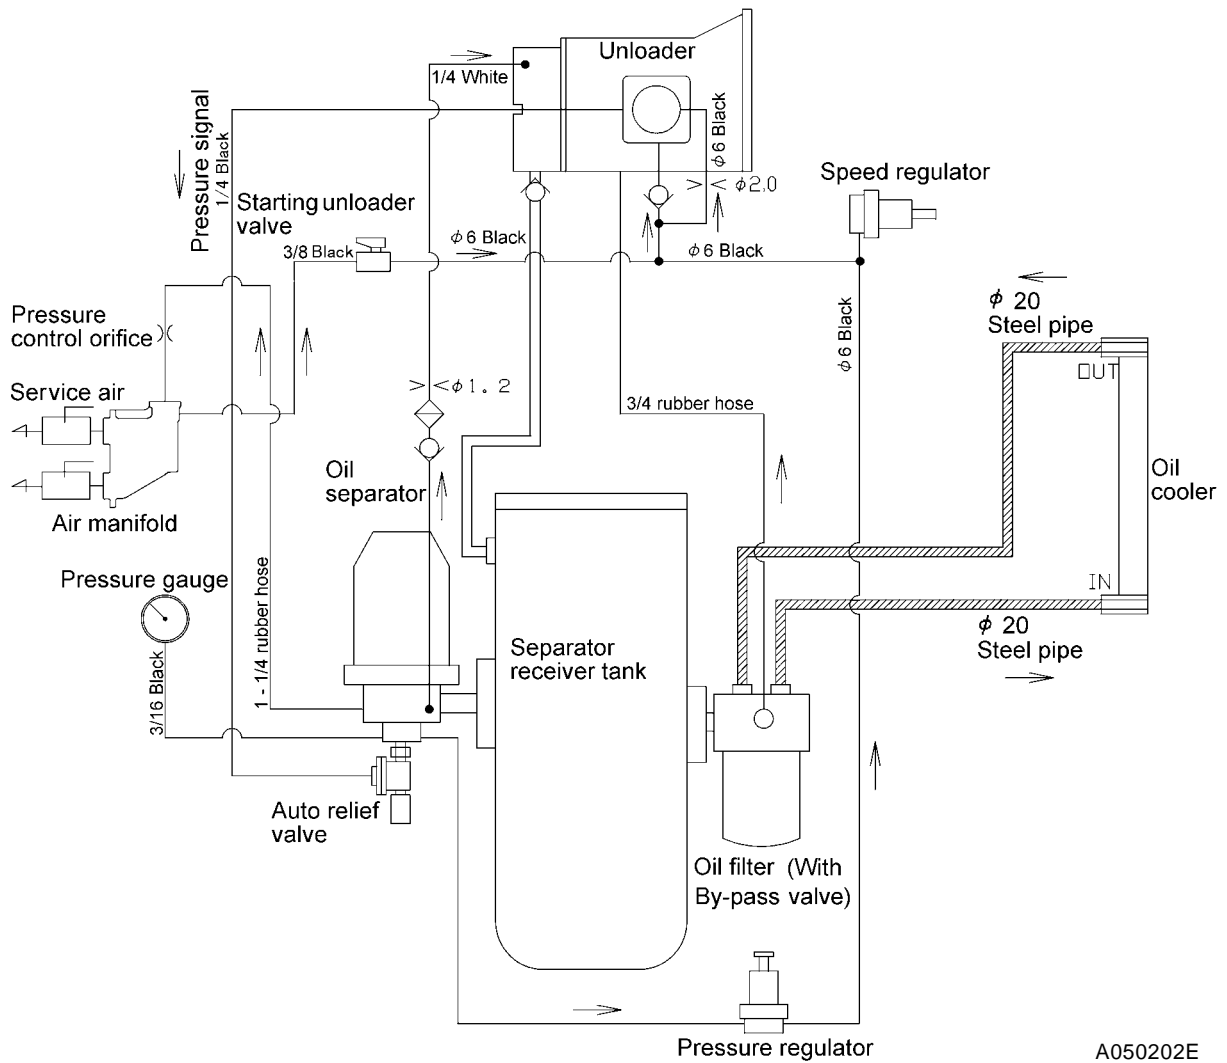 Unloader
1/4 White
φ6 Black
φ2.0
Pressure signal
1/4 Black
Starting unloader
valve
3/8 Black
φ6 Black
φ6 Black
Speed regulator
Pressure
control orifice
φ 20
Steel pipe
φ6 Black
OUT
Service air
φ1.2
3/4 rubber hose
Oil
separator
Oil
cooler
Air manifold
Pressure gauge
IN
1 - 1/4 rubber hose
3/16 Black
Separator
receiver tank
φ 20
Steel pipe
Auto relief
valve
Oil filter (With
By-pass valve)
Pressure regulator
A050202E